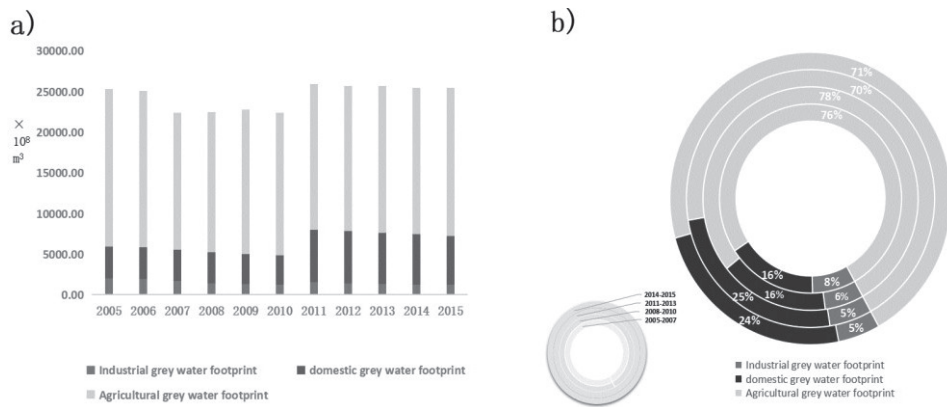 a)
30000.00
25000.00
20000.00
15000.00
10000.00
5000.00
0.00
×
10⁸
m³
2005 2006 2007 2008 2009 2010 2011 2012 2013 2014 2015
Industrial grey water footprint domestic grey water footprint
Agricultural grey water footprint
b)
71%
70%
78%
76%
16% 8%
16% 6%
25% 5%
24% 5%
2014-2015
2011-2013
2008-2010
2005-2007
Industrial grey water footprint
domestic grey water footprint
Agricultural grey water footprint